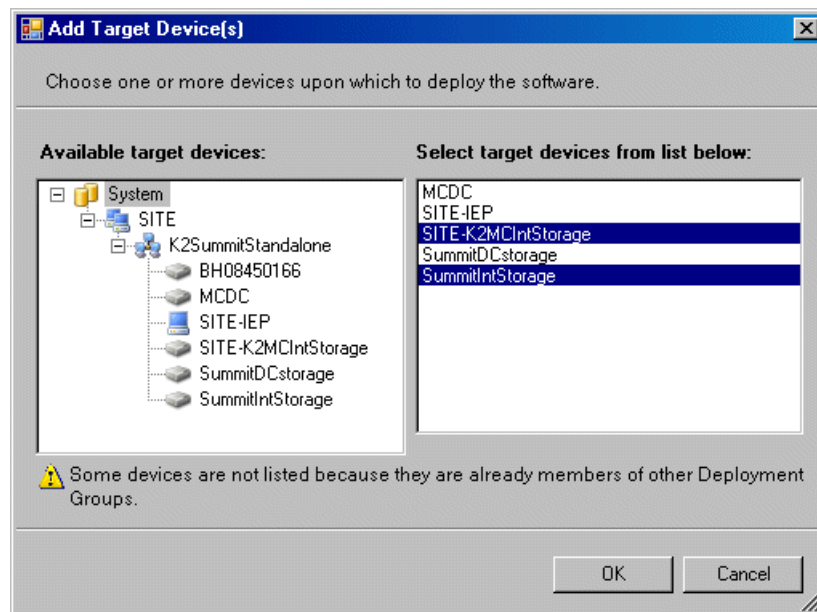 Add Target Device(s)
Choose one or more devices upon which to deploy the software.
Available target devices:
System
SITE
K2SummitStandalone
BH08450166
MCDC
SITE-IEP
SITE-K2MCIntStorage
SummitDCstorage
SummitIntStorage
Select target devices from list below:
MCDC
SITE-IEP
SITE-K2MCIntStorage
SummitDCstorage
SummitIntStorage
Some devices are not listed because they are already members of other Deployment
Groups.
OK
Cancel